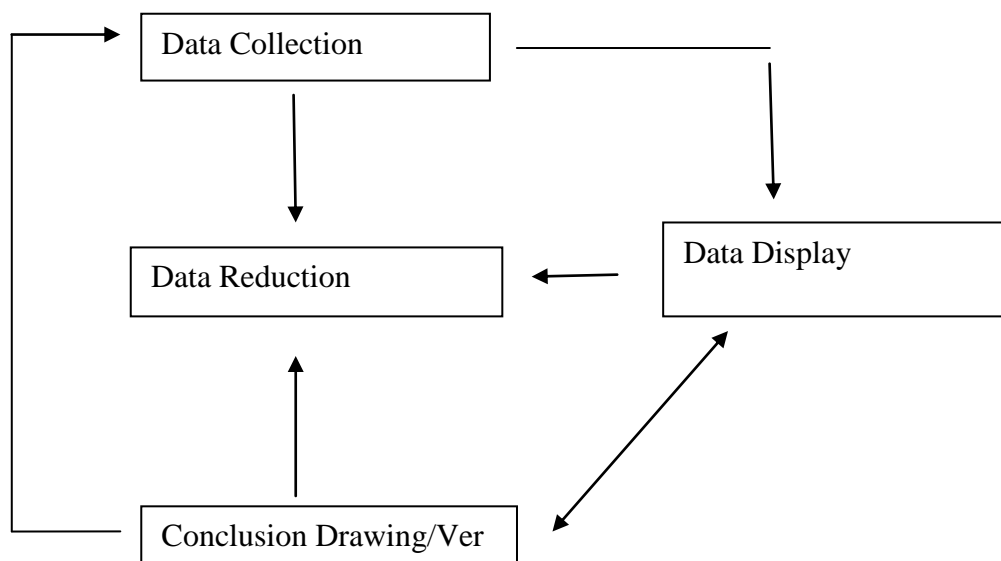 Data Collection
Data Display
Data Reduction
Conclusion Drawing/Ver